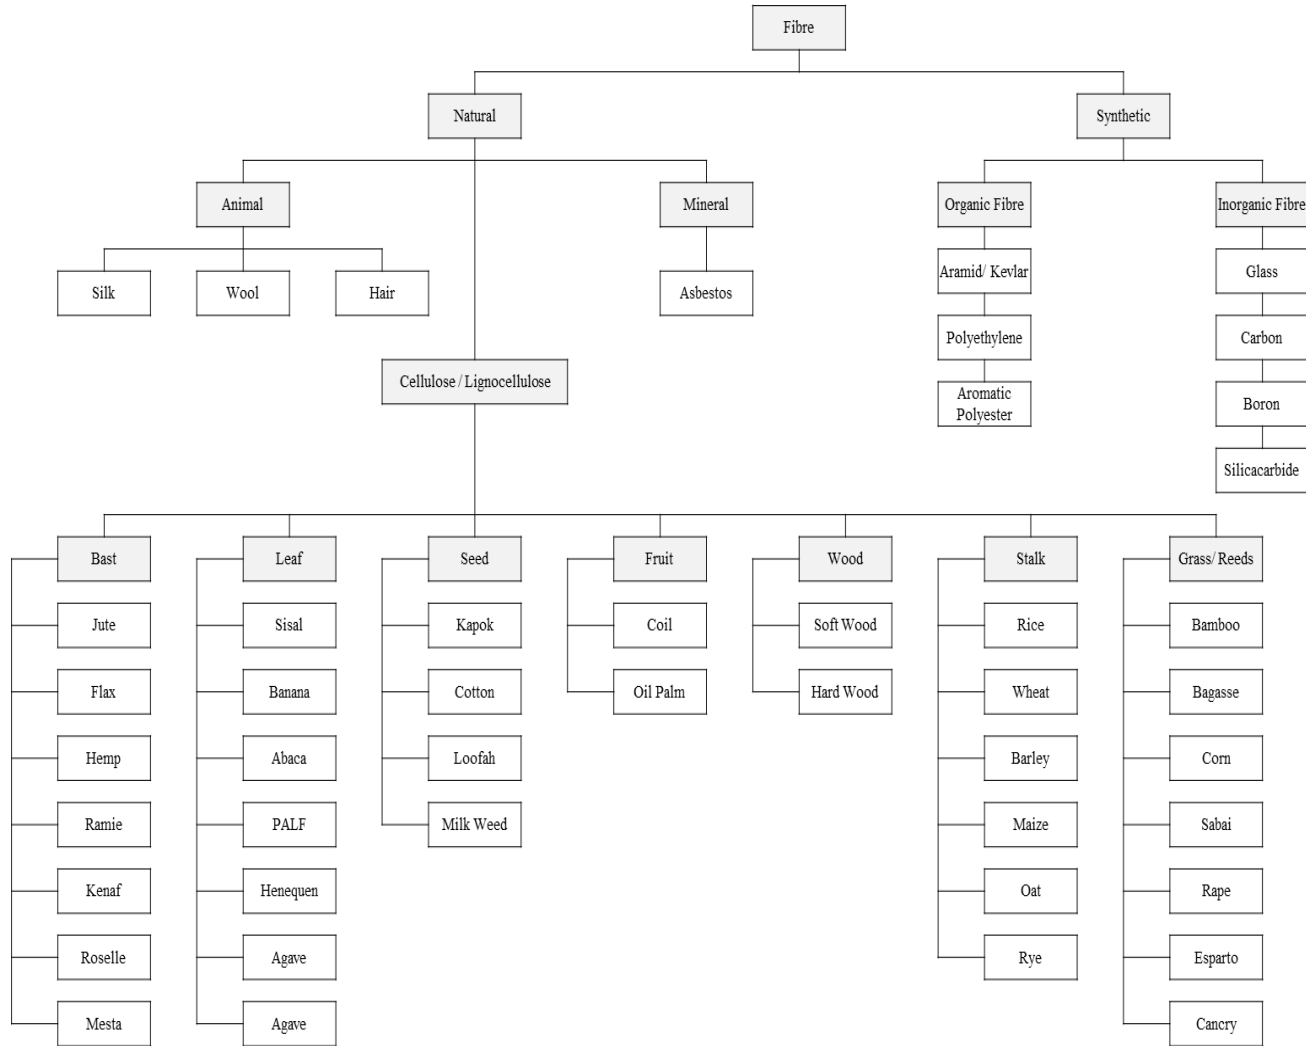 Fibre
Natural
Synthetic
Animal
Mineral
Organic Fibre
Inorganic Fibre
Silk
Wool
Hair
Asbestos
Aramid/ Kevlar
Glass
Polyethylene
Carbon
Cellulose / Lignocellulose
Aromatic
Polyester
Boron
Silicacarbide
Bast
Leaf
Seed
Fruit
Wood
Stalk
Grass/ Reeds
Jute
Sisal
Kapok
Coil
Soft Wood
Rice
Bamboo
Flax
Banana
Cotton
Oil Palm
Hard Wood
Wheat
Bagasse
Hemp
Abaca
Loofah
Barley
Corn
Ramie
PALF
Milk Weed
Maize
Sabai
Kenaf
Henequen
Oat
Rape
Roselle
Agave
Rye
Esparto
Mesta
Agave
Cancry